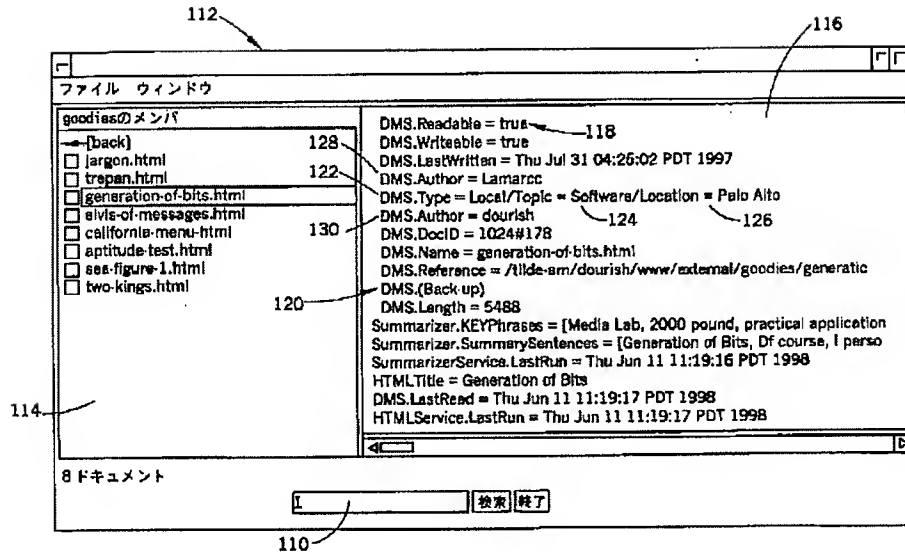 112
116
ファイル ウィンドウ
goodiesのメンバ
[back]
jargon.html
trepan.html
generation-of-bits.html
elvis-of-messages.html
california-menu-html
aptitude-test.html
see-figure-1.html
two-kings.html
114
8 ドキュメント
DMS.Readable = true
118
DMS.Writeable = true
DMS.LastWritten = Thu Jul 31 04:26:02 PDT 1997
128
DMS.Author = Lamarcc
122
DMS.Type = Local/Topic = Software/Location = Palo Alto
124
126
130
DMS.Author = dourish
DMS.DocID = 1024#178
DMS.Name = generation-of-bits.html
DMS.Reference = /tilde-am/dourish/www/external/goodies/generatic
120
DMS.(Back up)
DMS.Length = 5488
Summarizer.KEYPhrases = [Media Lab, 2000 pound, practical application
Summarizer.SummarySentences = [Generation of Bits, Of course, I perso
SummarizerService.LastRun = Thu Jun 11 11:19:16 PDT 1998
HTMLTitle = Generation of Bits
DMS.LastRead = Thu Jun 11 11:19:17 PDT 1998
HTMLService.LastRun = Thu Jun 11 11:19:17 PDT 1998
検索 終了
110